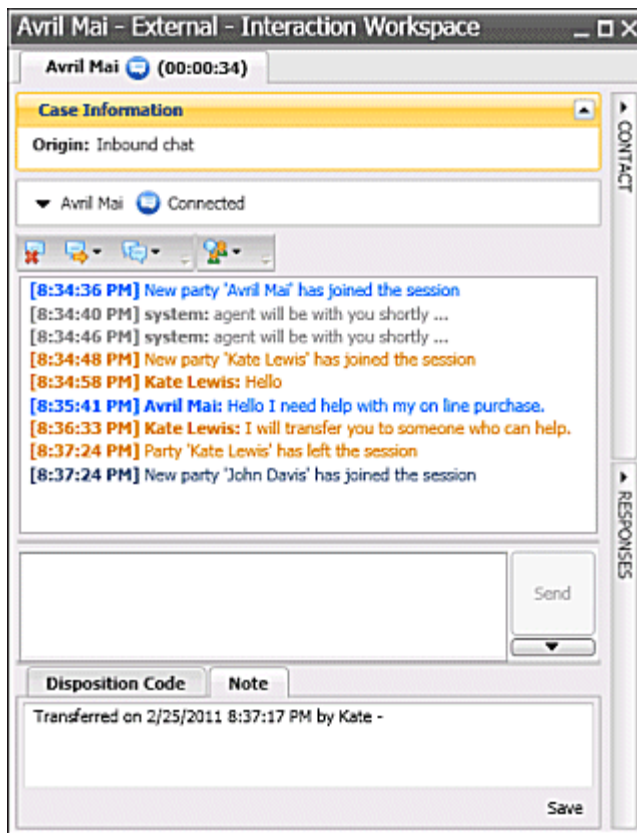 Avril Mai - External - Interaction Workspace
Avril Mai (00:00:34)
Case Information
Origin: Inbound chat
Avril Mai Connected
[8:34:36 PM] New party 'Avril Mai' has joined the session
[8:34:40 PM] system: agent will be with you shortly ...
[8:34:46 PM] system: agent will be with you shortly ...
[8:34:48 PM] New party 'Kate Lewis' has joined the session
[8:34:58 PM] Kate Lewis: Hello
[8:35:41 PM] Avril Mai: Hello I need help with my on line purchase.
[8:36:33 PM] Kate Lewis: I will transfer you to someone who can help.
[8:37:24 PM] Party 'Kate Lewis' has left the session
[8:37:24 PM] New party 'John Davis' has joined the session
Send
Disposition Code
Note
Transferred on 2/25/2011 8:37:17 PM by Kate -
Save
CONTACT
RESPONSES